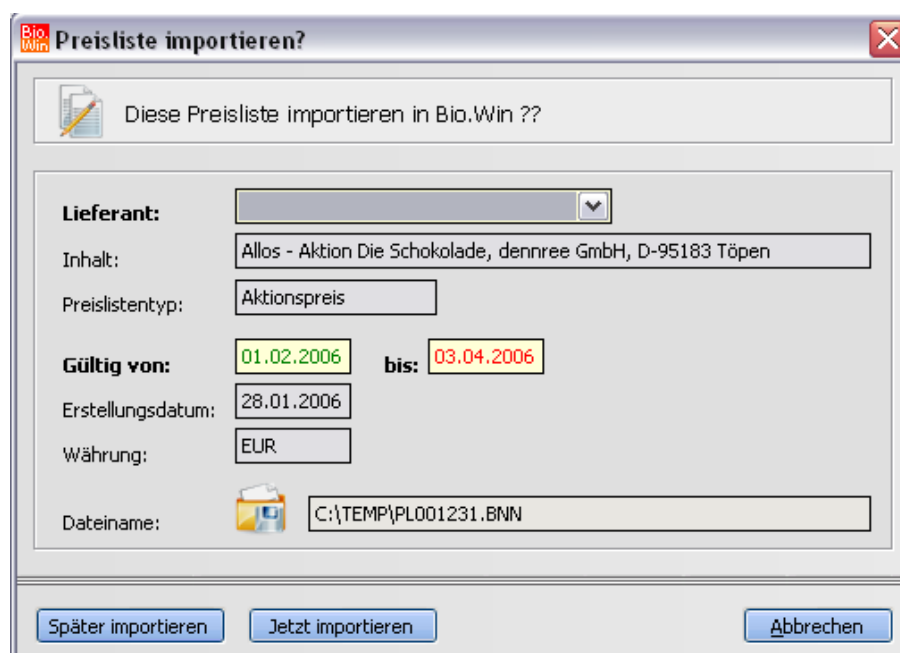 Bio.Win Preisliste importieren?
Diese Preisliste importieren in Bio.Win ??
Lieferant:
Inhalt: Allos - Aktion Die Schokolade, dennree GmbH, D-95183 Töpen
Preislistentyp: Aktionspreis
Gültig von: 01.02.2006 bis: 03.04.2006
Erstellungsdatum: 28.01.2006
Währung: EUR
Dateiname: C:\TEMP\PL001231.BNN
Später importieren Jetzt importieren Abbrechen